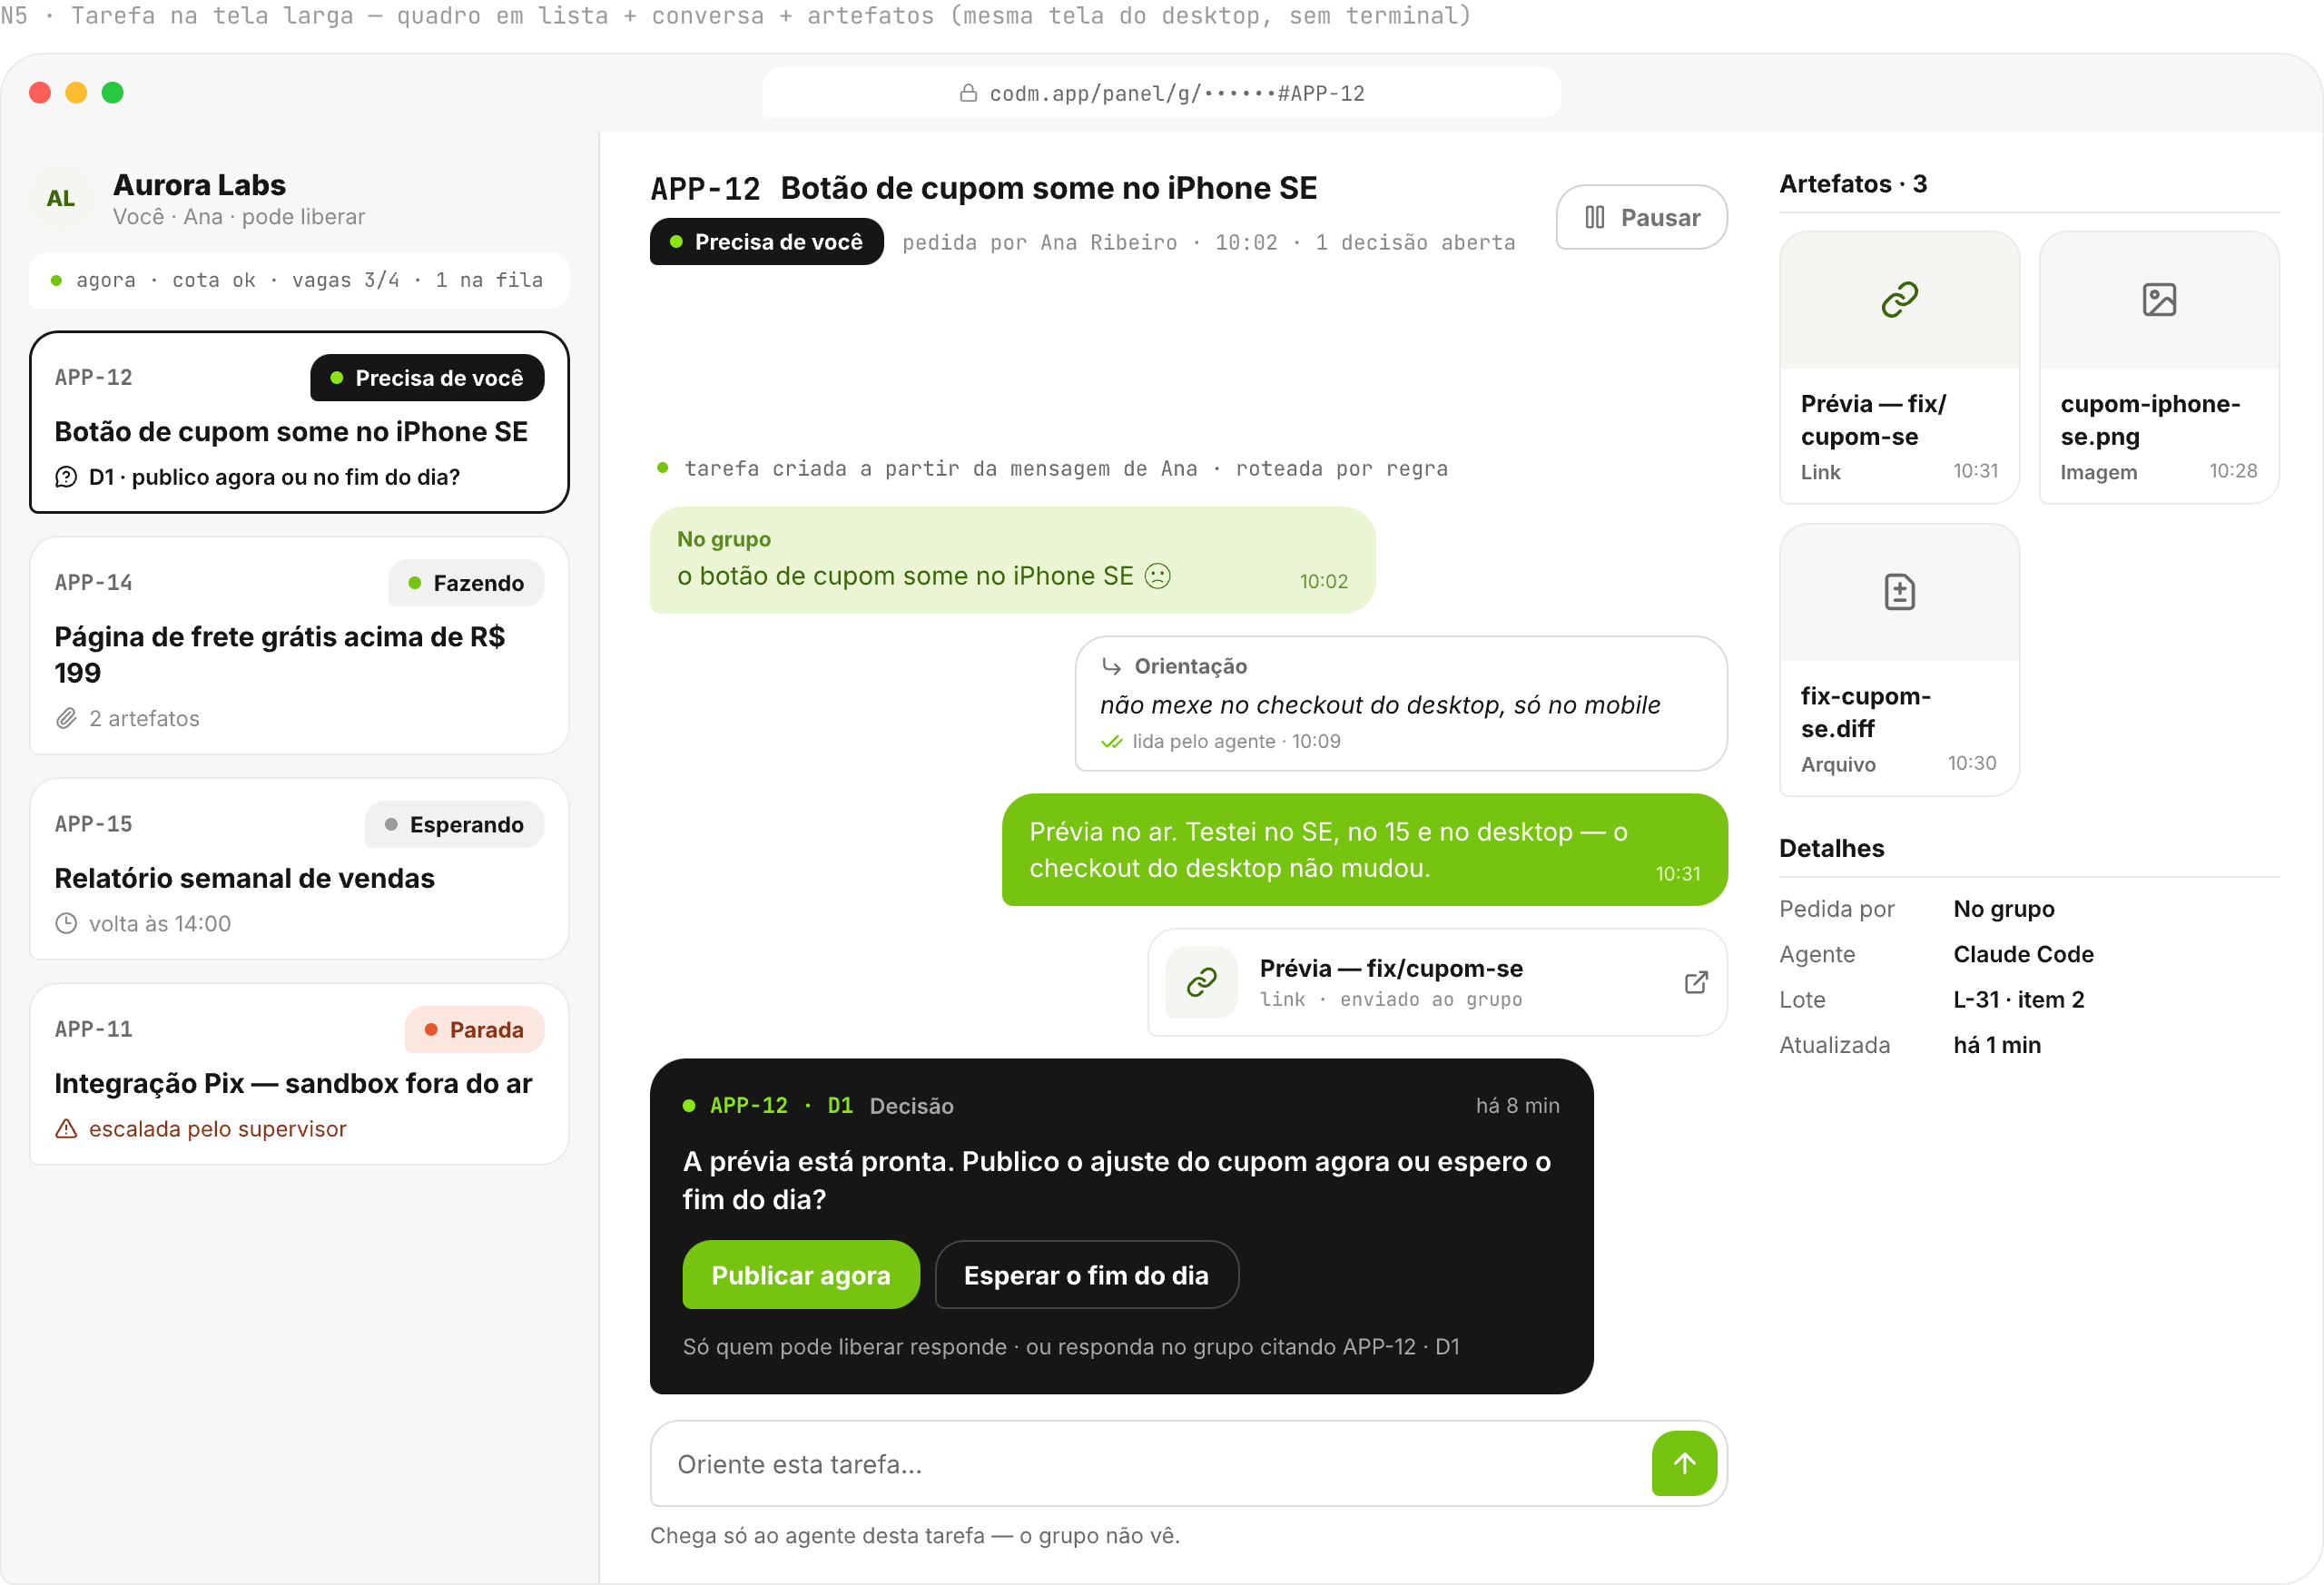 N5 · Tarefa na tela larga — quadro em lista + conversa + artefatos (mesma tela do desktop, sem terminal)
codm.app/panel/g/••••••#APP-12
AL
Aurora Labs
Você · Ana · pode liberar
agora · cota ok · vagas 3/4 · 1 na fila
APP-12
Precisa de você
Botão de cupom some no iPhone SE
D1 · publico agora ou no fim do dia?
APP-14
Fazendo
Página de frete grátis acima de R$
199
2 artefatos
APP-15
Esperando
Relatório semanal de vendas
volta às 14:00
APP-11
Parada
Integração Pix — sandbox fora do ar
escalada pelo supervisor
APP-12 Botão de cupom some no iPhone SE
Precisa de você
pedida por Ana Ribeiro · 10:02 · 1 decisão aberta
Pausar
tarefa criada a partir da mensagem de Ana · roteada por regra
No grupo
o botão de cupom some no iPhone SE 🙁
10:02
Orientação
não mexe no checkout do desktop, só no mobile
lida pelo agente · 10:09
Prévia no ar. Testei no SE, no 15 e no desktop — o
checkout do desktop não mudou.
10:31
Prévia — fix/cupom-se
link · enviado ao grupo
APP-12 · D1 Decisão
há 8 min
A prévia está pronta. Publico o ajuste do cupom agora ou espero o
fim do dia?
Publicar agora
Esperar o fim do dia
Só quem pode liberar responde · ou responda no grupo citando APP-12 · D1
Oriente esta tarefa...
Chega só ao agente desta tarefa — o grupo não vê.
Artefatos · 3
Prévia — fix/
cupom-se
Link
10:31
cupom-iphone-
se.png
Imagem
10:28
fix-cupom-
se.diff
Arquivo
10:30
Detalhes
Pedida por
No grupo
Agente
Claude Code
Lote
L-31 · item 2
Atualizada
há 1 min